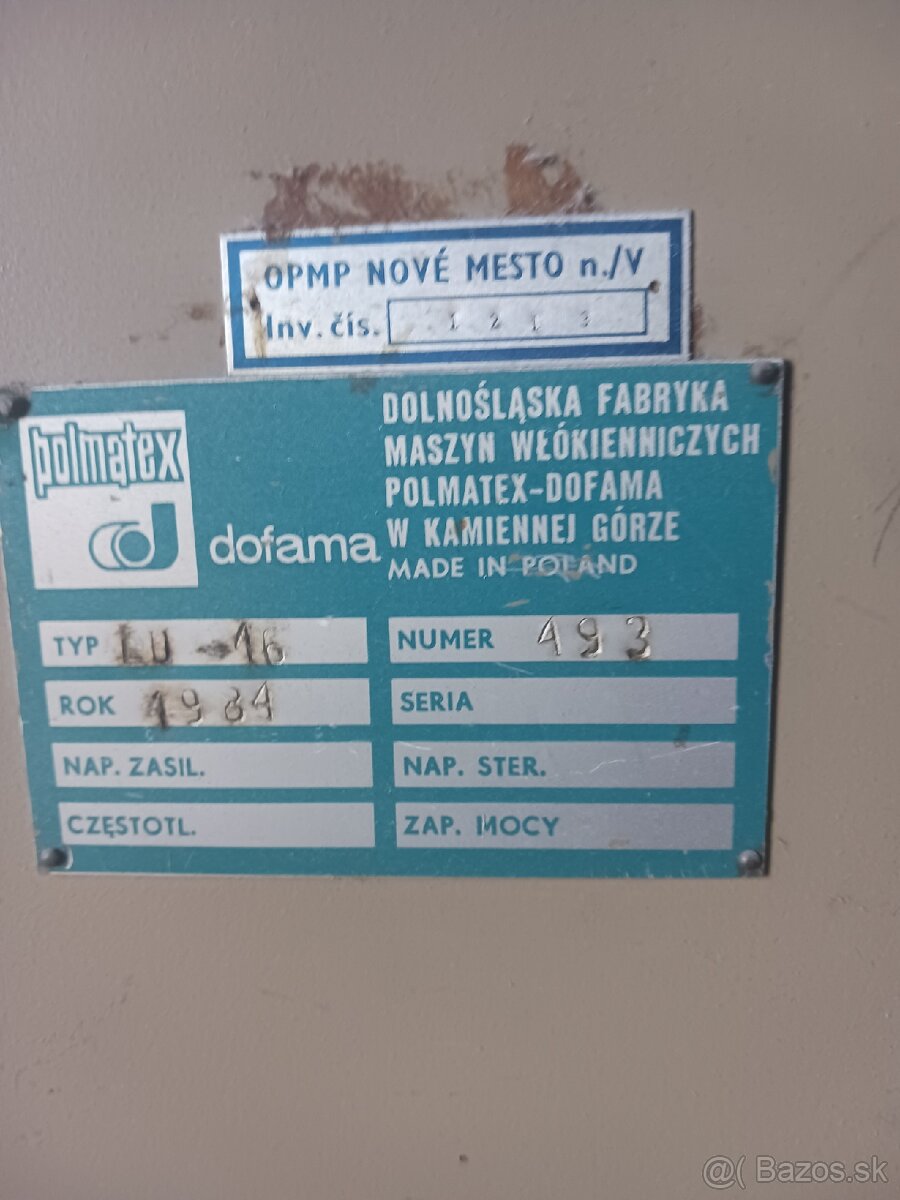 OPMP NOVÉ MESTO n./V
Inv. čís. 1213
polmatex
dofama
DOLNOŚLĄSKA FABRYKA
MASZYN WŁÓKIENNICZYCH
POLMATEX-DOFAMA
W KAMIENNEJ GÓRZE
MADE IN POLAND
TYP LU-16 NUMER 493
ROK 1984 SERIA
NAP. ZASIL. NAP. STER.
CZĘSTOTL. ZAP. MOCY
@( Bazos.sk